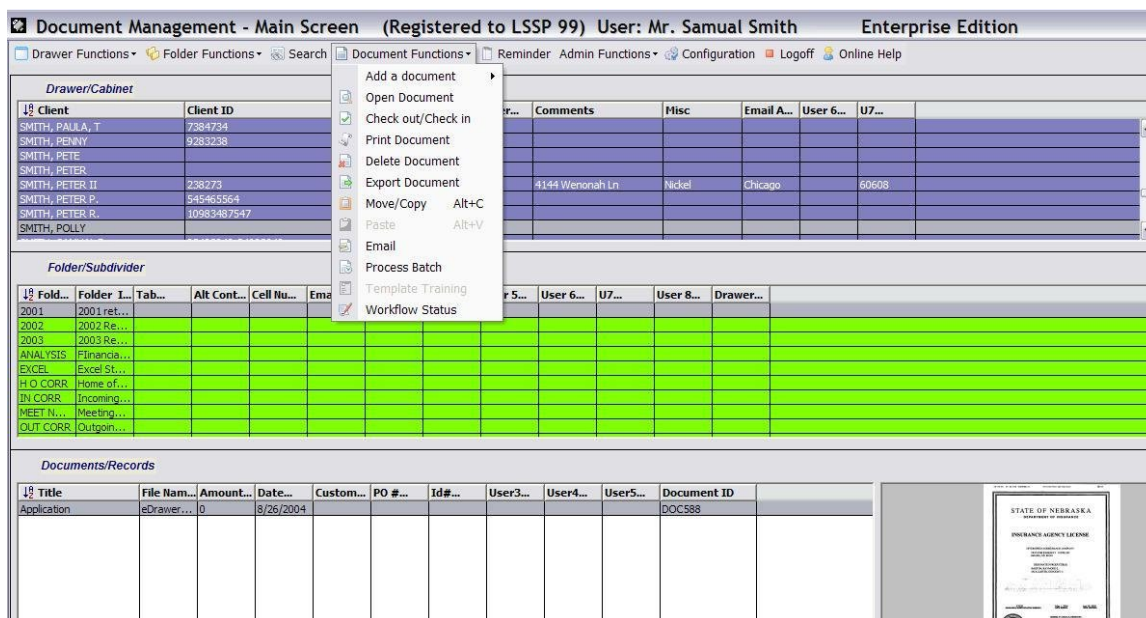 Document Management - Main Screen (Registered to LSSP 99) User: Mr. Samual Smith Enterprise Edition
Drawer Functions Folder Functions Search Document Functions Reminder Admin Functions Configuration Logoff Online Help
Add a document
Open Document
Check out/Check in
Print Document
Delete Document
Export Document
Move/Copy Alt+C
Paste Alt+V
Email
Process Batch
Template Training
Workflow Status
Drawer/Cabinet
Client Client ID r... Comments Misc Email A... User 6... U7...
SMITH, PAULA, T 7384734
SMITH, PENNY 9283238
SMITH, PETE
SMITH, PETER
SMITH, PETER II 238273 4144 Wenonah Ln Nickel Chicago 60608
SMITH, PETER P. 545465564
SMITH, PETER R. 10983487547
SMITH, POLLY
Folder/Subdivider
Fold... Folder I... Tab... Alt Cont... Cell Nu... Ema r 5... User 6... U7... User 8... Drawer...
2001 2001 ret...
2002 2002 Re...
2003 2003 Re...
ANALYSIS FIinancia...
EXCEL Excel St...
H O CORR Home of...
IN CORR Incoming...
MEET N... Meeting...
OUT CORR Outgoin...
Documents/Records
Title File Nam... Amount... Date... Custom... PO #... Id#... User3... User4... User5... Document ID
Application eDrawer... 0 8/26/2004 DOC588
STATE OF NEBRASKA
DEPARTMENT OF INSURANCE
INSURANCE AGENCY LICENSE